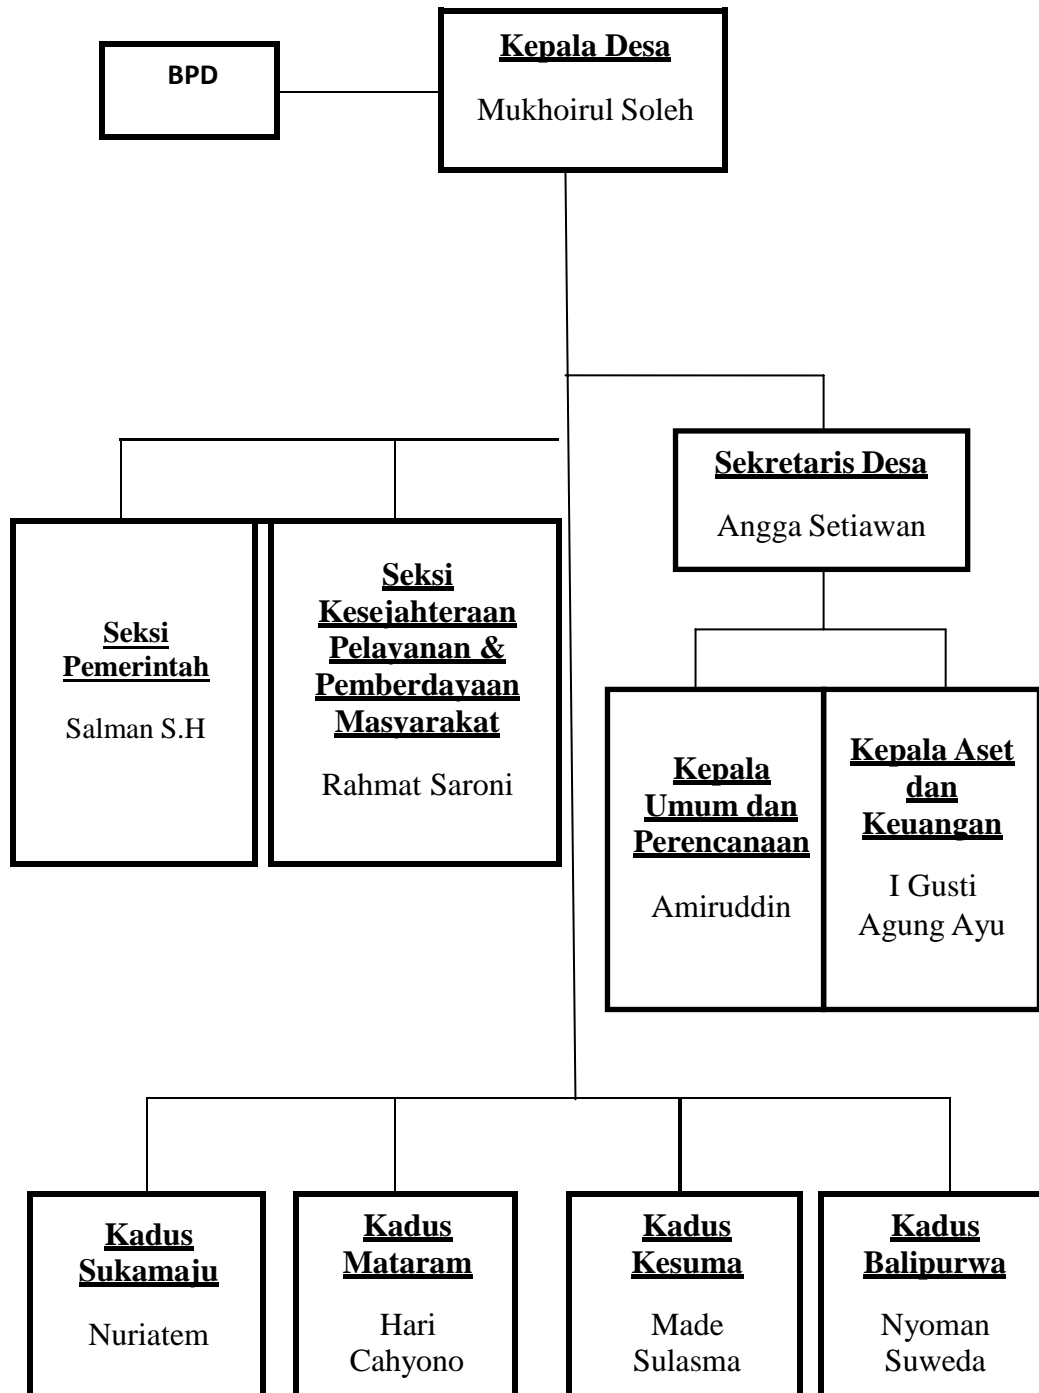 BPD
Kepala Desa
Mukhoirul Soleh
Sekretaris Desa
Angga Setiawan
Seksi
Pemerintah
Salman S.H
Seksi
Kesejahteraan
Pelayanan &
Pemberdayaan
Masyarakat
Rahmat Saroni
Kepala
Umum dan
Perencanaan
Amiruddin
Kepala Aset
dan
Keuangan
I Gusti
Agung Ayu
Kadus
Sukamaju
Nuriatem
Kadus
Mataram
Hari
Cahyono
Kadus
Kesuma
Made
Sulasma
Kadus
Balipurwa
Nyoman
Suweda